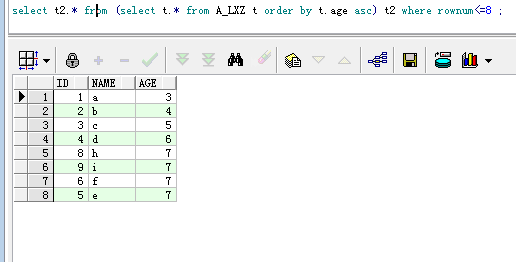 select t2.* from (select t.* from A_LXZ t order by t.age asc) t2 where rownum<=8 ;
ID NAME AGE
1 1 a 3
2 2 b 4
3 3 c 5
4 4 d 6
5 8 h 7
6 9 i 7
7 6 f 7
8 5 e 7